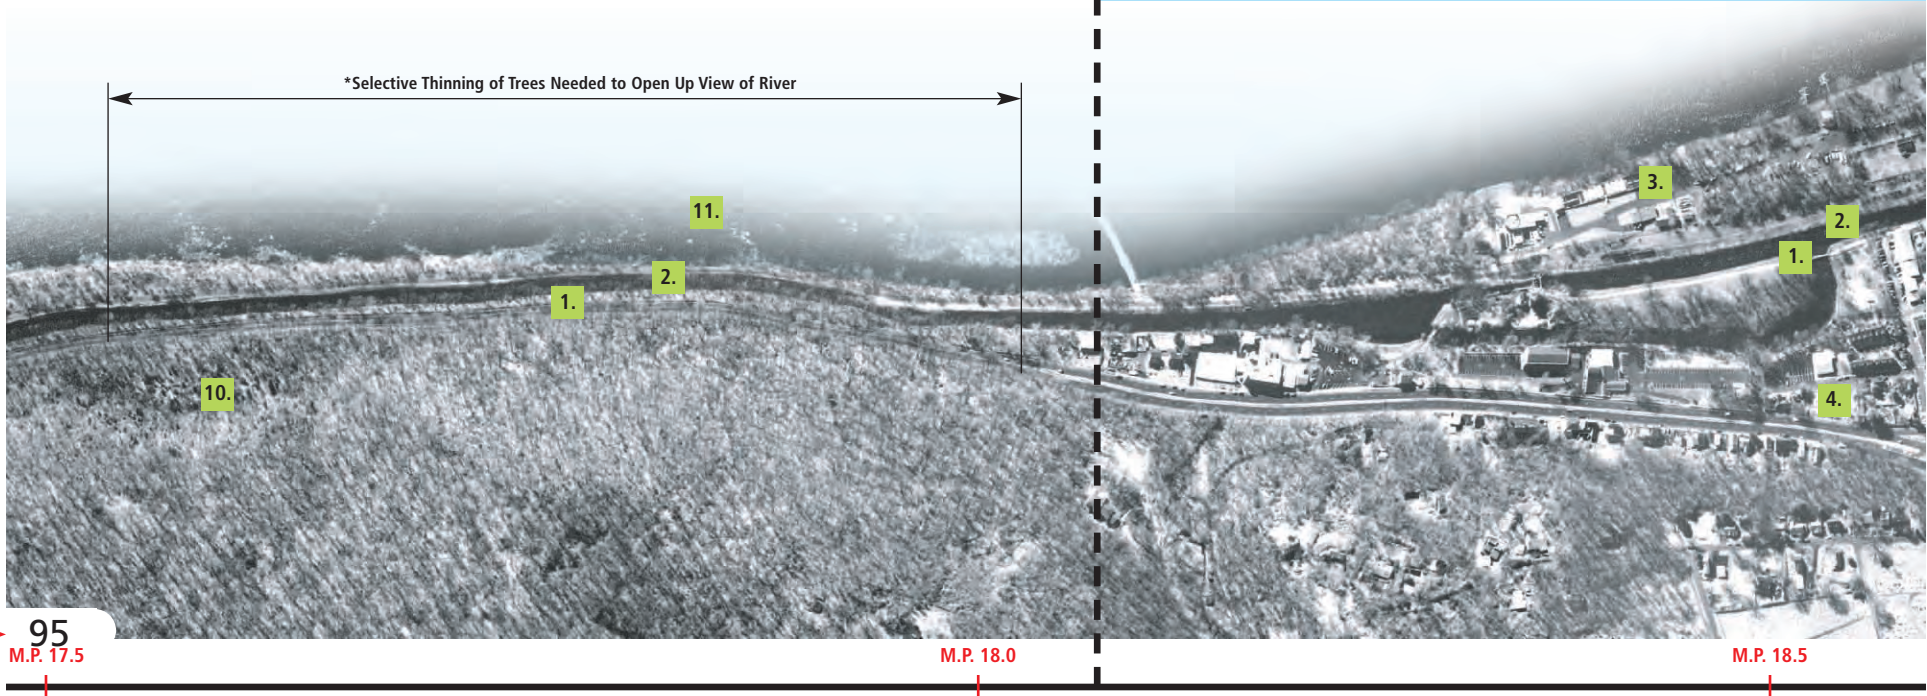 *Selective Thinning of Trees Needed to Open Up View of River
3.
11.
2.
1.
2.
1.
10.
4.
95
M.P. 17.5
M.P. 18.0
M.P. 18.5